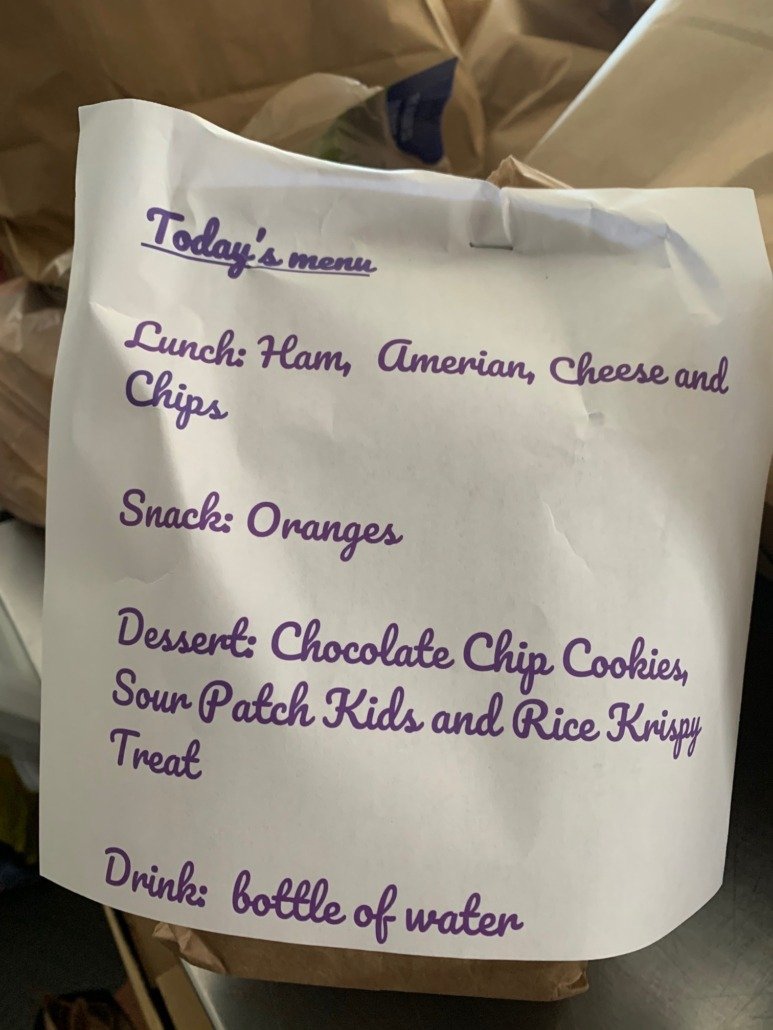 Today's menu
Lunch: Ham, Amerian, Cheese and
Chips
Snack: Oranges
Dessert: Chocolate Chip Cookies,
Sour Patch Kids and Rice Krispy
Treat
Drink: bottle of water